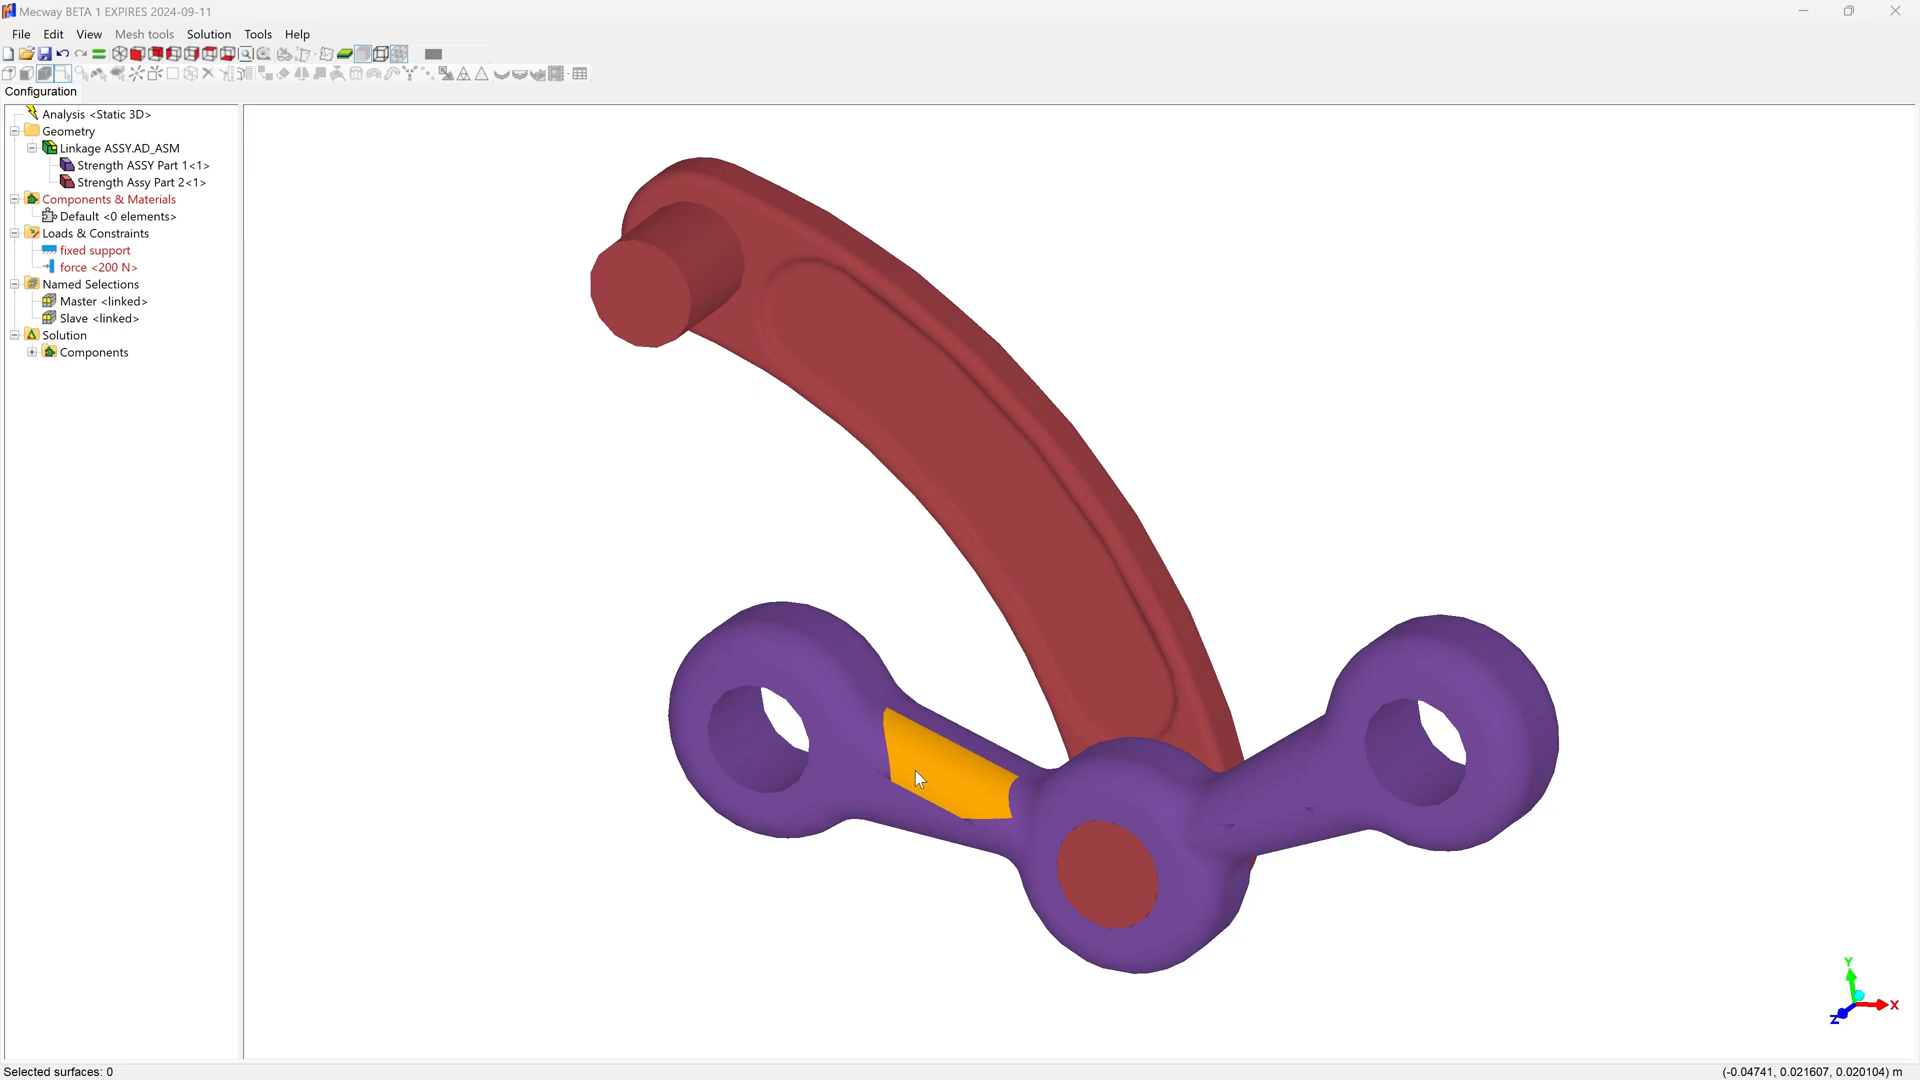 Mecway BETA 1 EXPIRES 2024-09-11
File Edit View Mesh tools Solution Tools Help
Configuration
Analysis <Static 3D>
Geometry
Linkage ASSY.AD_ASM
Strength ASSY Part 1<1>
Strength Assy Part 2<1>
Components & Materials
Default <0 elements>
Loads & Constraints
fixed support
force <200 N>
Named Selections
Master <linked>
Slave <linked>
Solution
Components
Y
X
Z
Selected surfaces: 0
(-0.04741, 0.021607, 0.020104) m